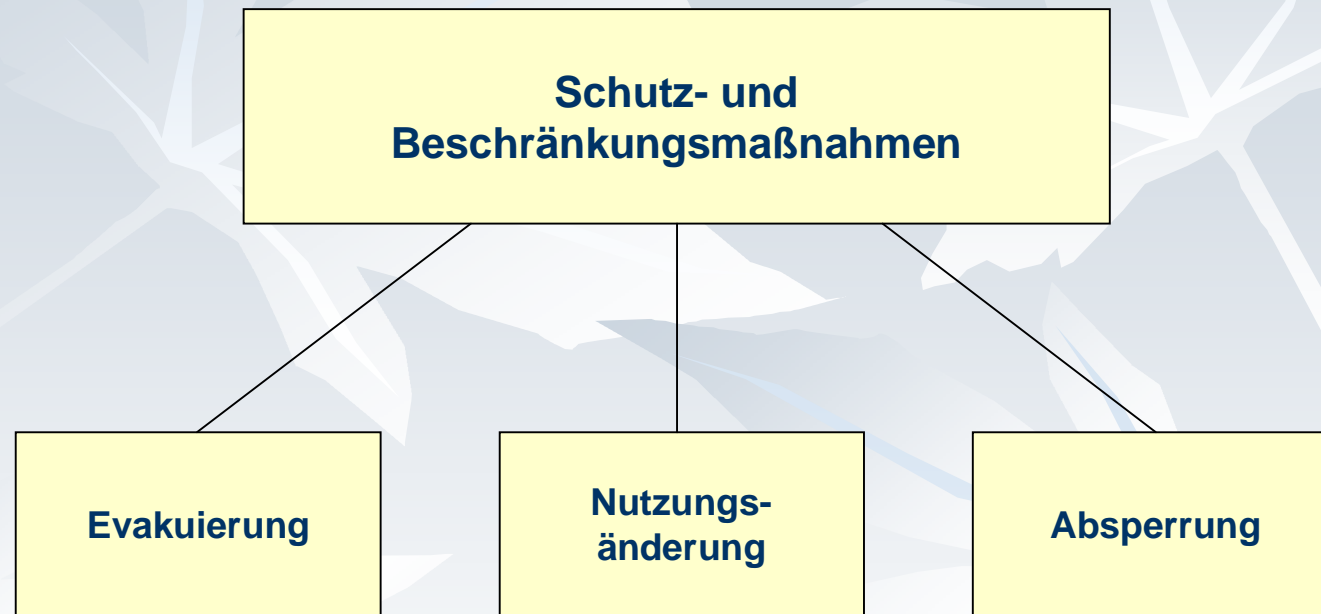 Schutz- und
Beschränkungsmaßnahmen
Evakuierung
Nutzungs-
änderung
Absperrung